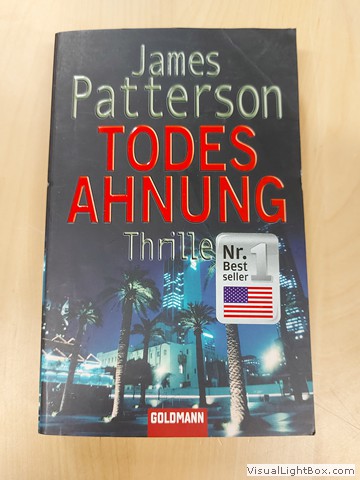 James
Patterson
TODES
AHNUNG
Thrille
Nr. 1
Best
seller
GOLDMANN
VisualLightBox.com